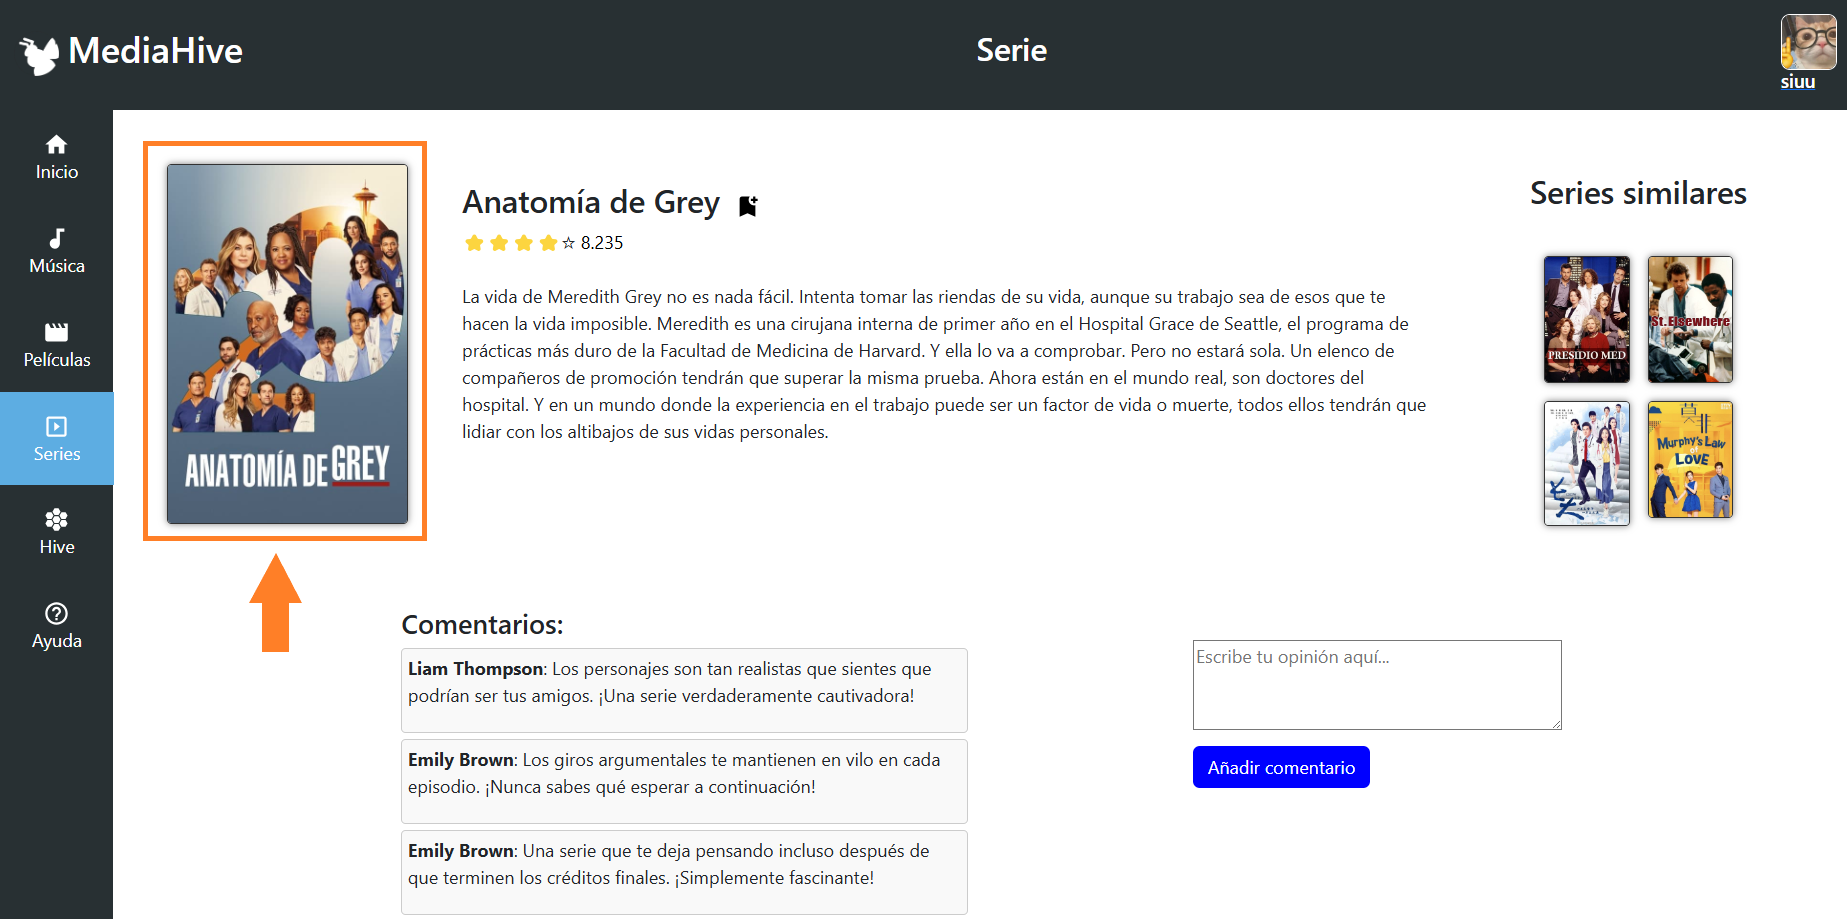 MediaHive
Serie
siuu
Inicio
Música
Películas
Series
Hive
Ayuda
ANATOMÍA DE GREY
Anatomía de Grey
8.235
La vida de Meredith Grey no es nada fácil. Intenta tomar las riendas de su vida, aunque su trabajo sea de esos que te
hacen la vida imposible. Meredith es una cirujana interna de primer año en el Hospital Grace de Seattle, el programa de
prácticas más duro de la Facultad de Medicina de Harvard. Y ella lo va a comprobar. Pero no estará sola. Un elenco de
compañeros de promoción tendrán que superar la misma prueba. Ahora están en el mundo real, son doctores del
hospital. Y en un mundo donde la experiencia en el trabajo puede ser un factor de vida o muerte, todos ellos tendrán que
lidiar con los altibajos de sus vidas personales.
Series similares
PRESIDIO MED
St. Elsewhere
Murphy's Law
of
LOVE
Comentarios:
Liam Thompson: Los personajes son tan realistas que sientes que
podrían ser tus amigos. ¡Una serie verdaderamente cautivadora!
Emily Brown: Los giros argumentales te mantienen en vilo en cada
episodio. ¡Nunca sabes qué esperar a continuación!
Emily Brown: Una serie que te deja pensando incluso después de
que terminen los créditos finales. ¡Simplemente fascinante!
Escribe tu opinión aquí...
Añadir comentario